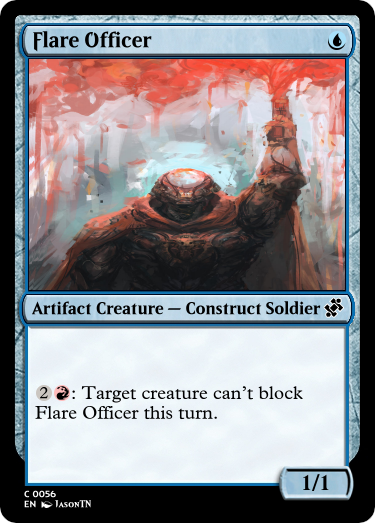 Flare Officer
Artifact Creature — Construct Soldier
2 : Target creature can't block
Flare Officer this turn.
1/1
C 0056
EN JASONTN